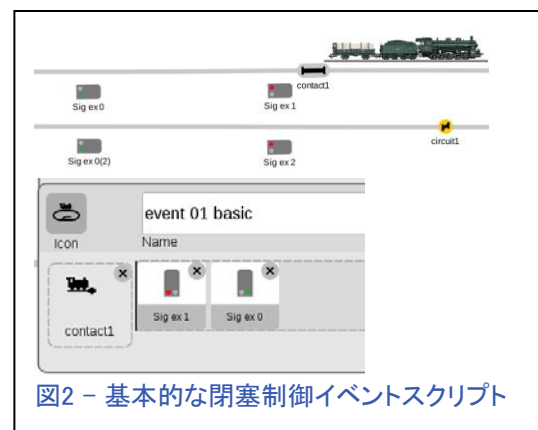 contact1
Sig ex0
Sig ex 1
circuit1
Sig ex 0(2)
Sig ex 2
event 01 basic
Icon
Name
contact1
Sig ex 1
Sig ex 0
図2 – 基本的な閉塞制御イベントスクリプト